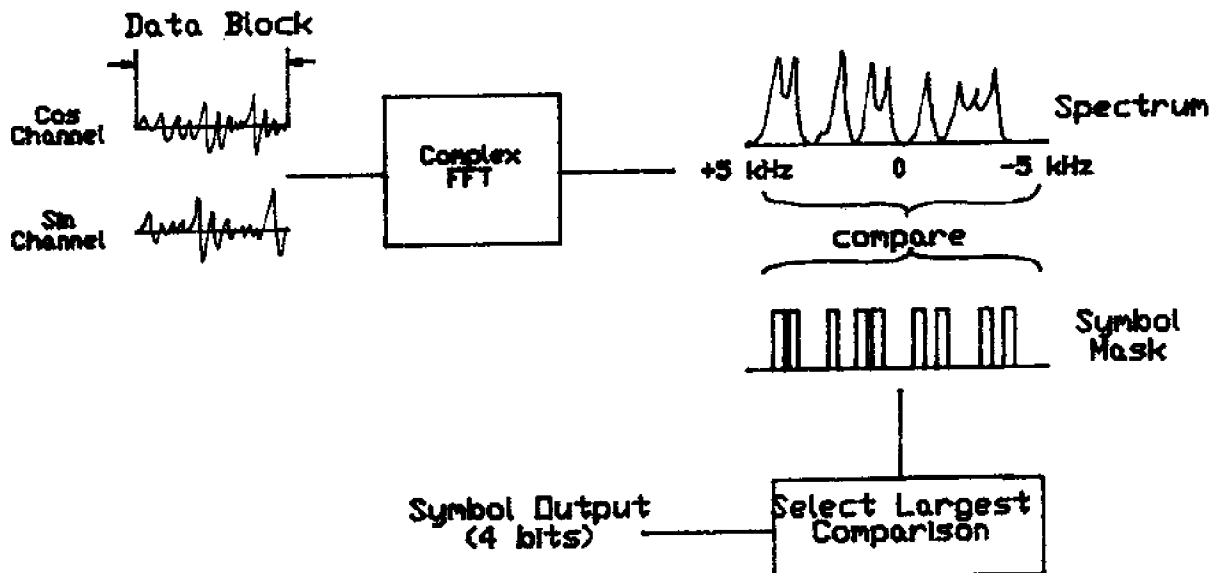 Data Block
Cos
Channel
Sin
Channel
Complex
FFT
Spectrum
+5 kHz 0 -5 kHz
compare
Symbol
Mask
Select Largest
Comparison
Symbol Output
(4 bits)